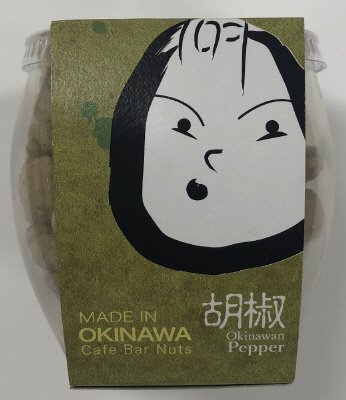 MADE IN
OKINAWA
Cafe Bar Nuts
胡椒
Okinawan
Pepper